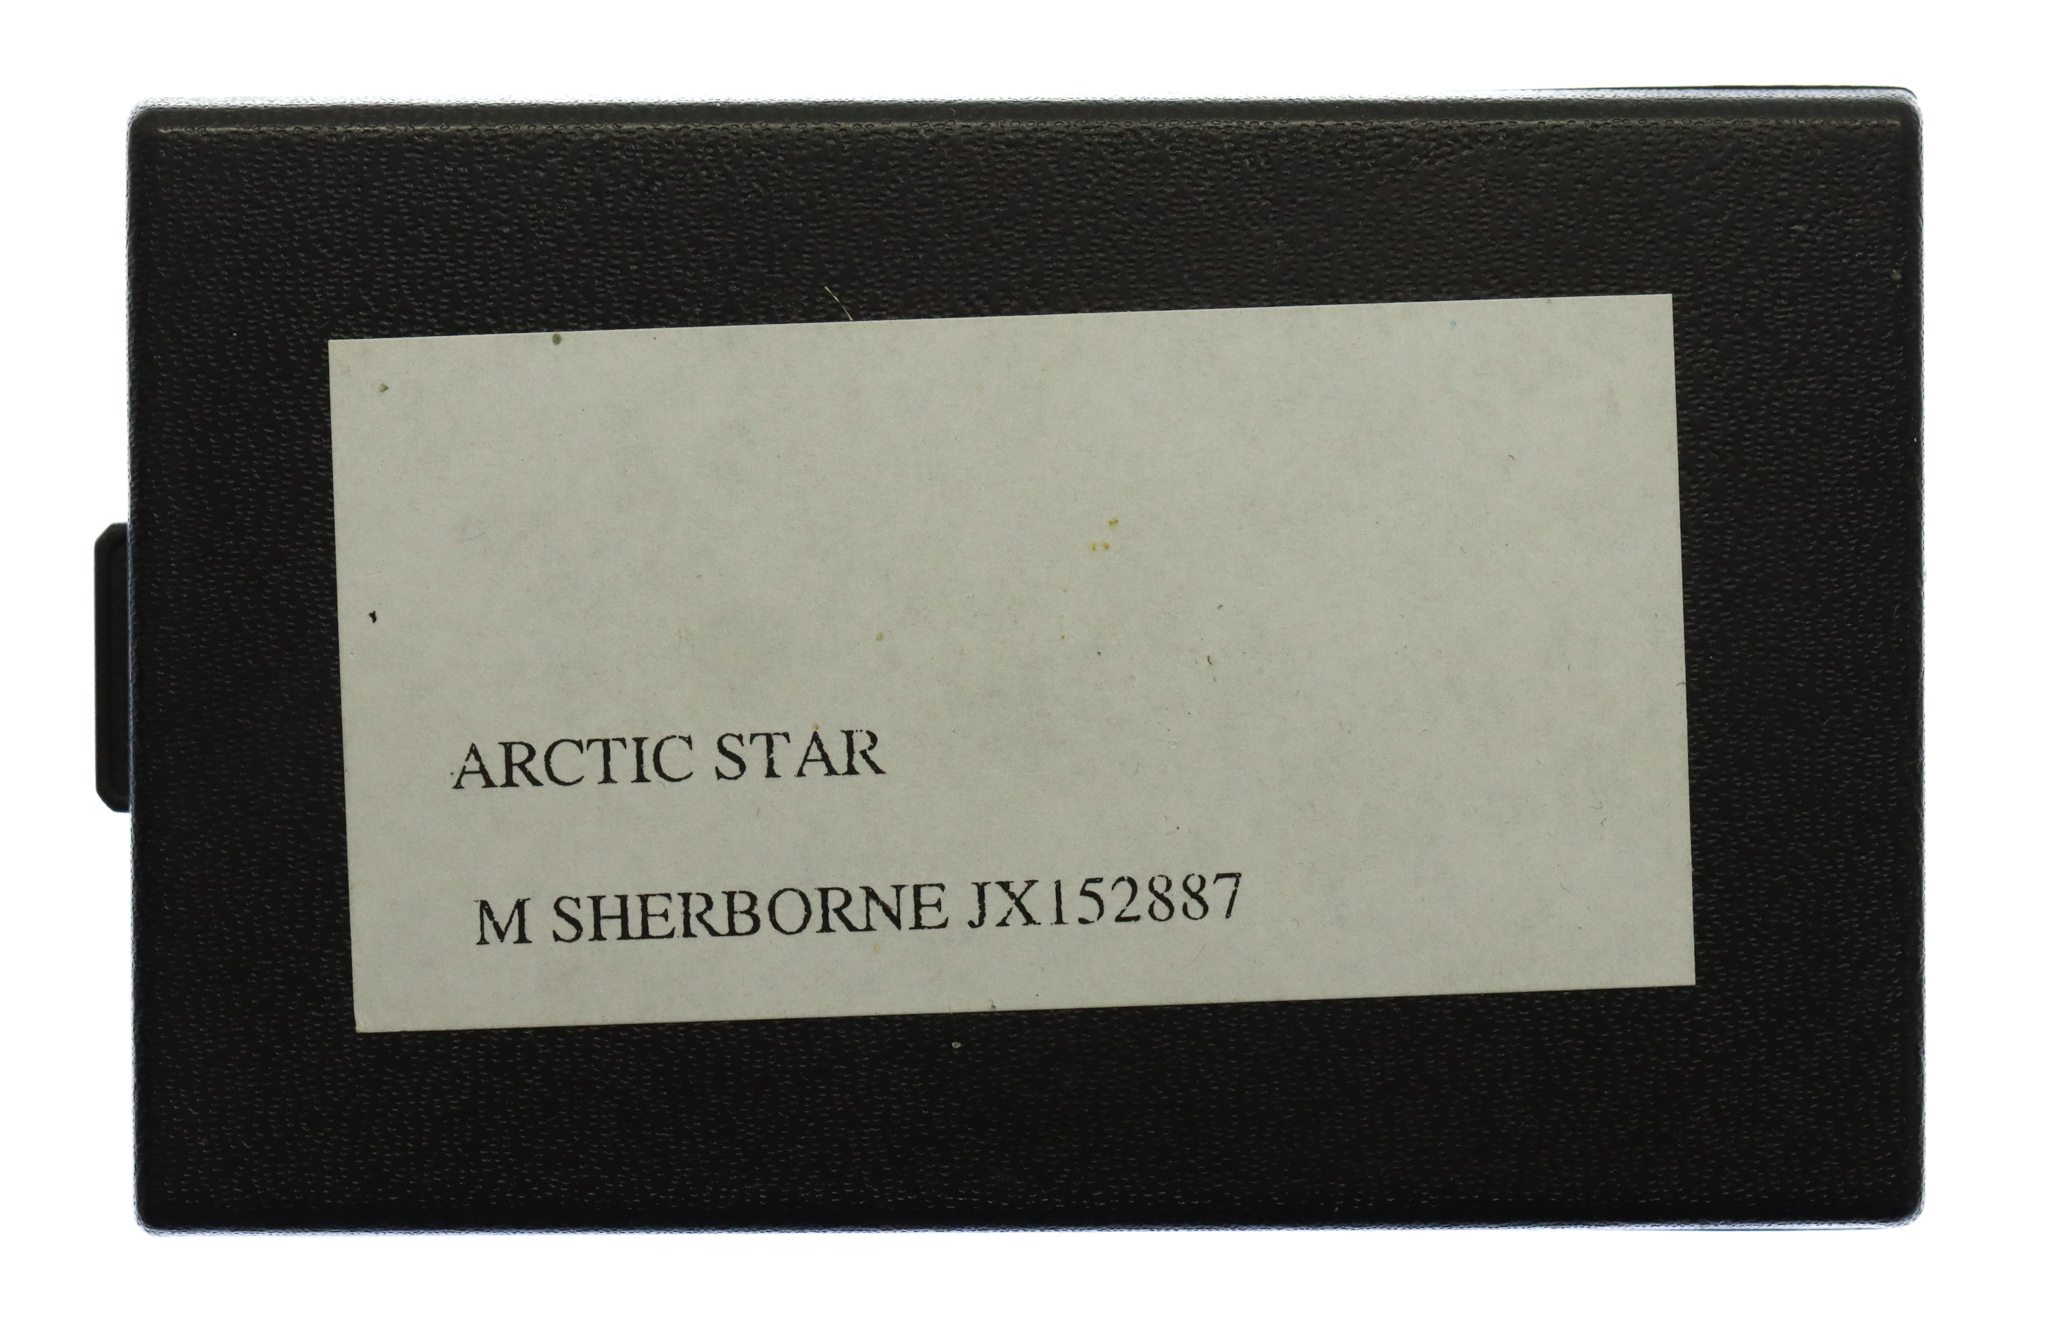 ARCTIC STAR
M SHERBORNE JX152887